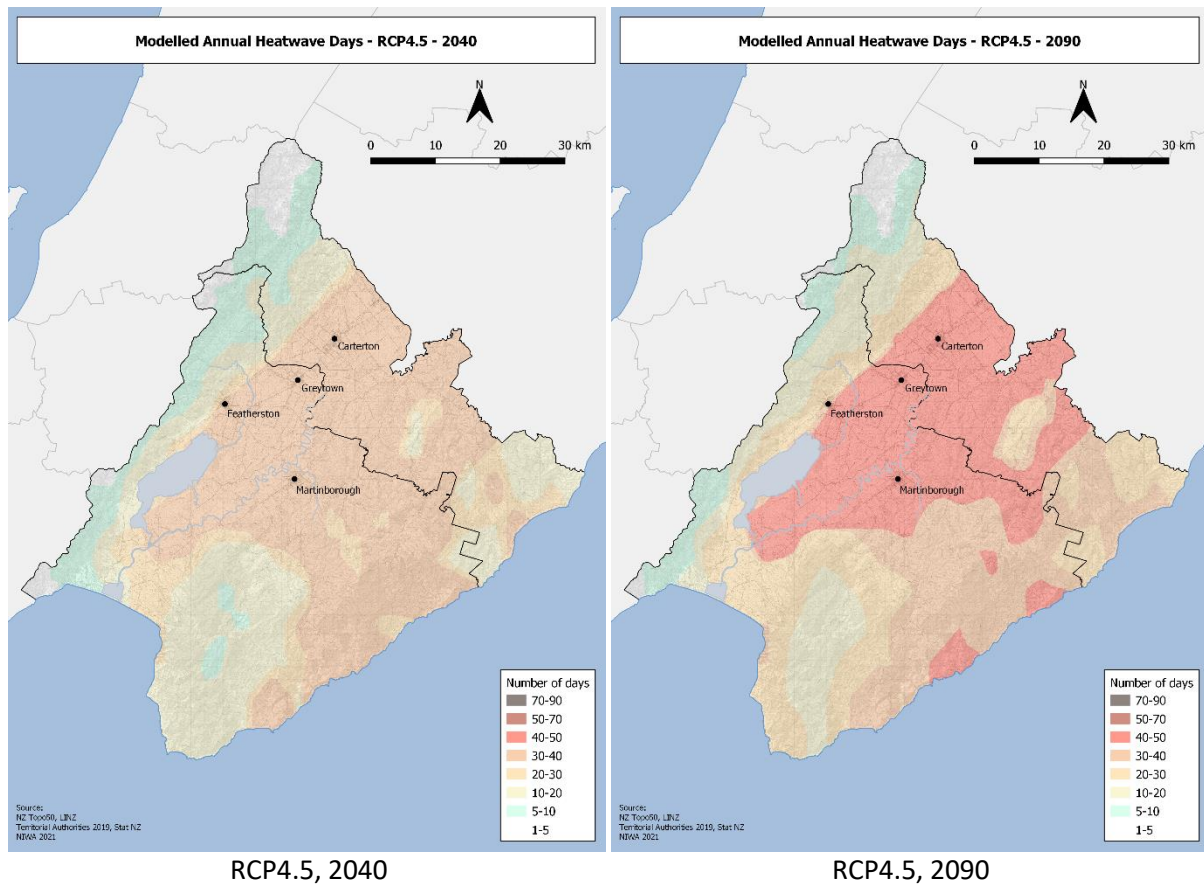 Modelled Annual Heatwave Days - RCP4.5 - 2040
N
0 10 20 30 km
Carterton
Greytown
Featherston
Martinborough
Number of days
70-90
50-70
40-50
30-40
20-30
10-20
5-10
1-5
Source:
NZ Topo50, LINZ
Territorial Authorities 2019, Stat NZ
NIWA 2021
RCP4.5, 2040
Modelled Annual Heatwave Days - RCP4.5 - 2090
N
0 10 20 30 km
Carterton
Greytown
Featherston
Martinborough
Number of days
70-90
50-70
40-50
30-40
20-30
10-20
5-10
1-5
Source:
NZ Topo50, LINZ
Territorial Authorities 2019, Stat NZ
NIWA 2021
RCP4.5, 2090